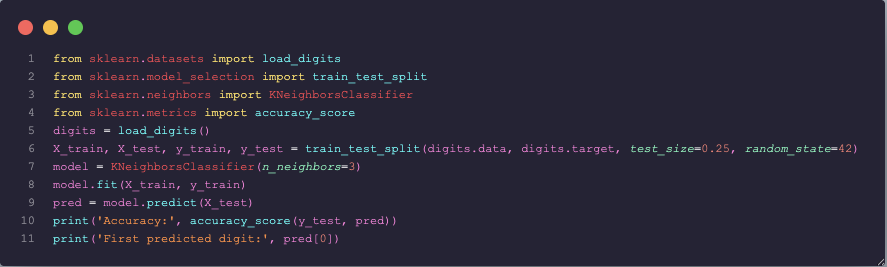 1 from sklearn.datasets import load_digits
2 from sklearn.model_selection import train_test_split
3 from sklearn.neighbors import KNeighborsClassifier
4 from sklearn.metrics import accuracy_score
5 digits = load_digits()
6 X_train, X_test, y_train, y_test = train_test_split(digits.data, digits.target, test_size=0.25, random_state=42)
7 model = KNeighborsClassifier(n_neighbors=3)
8 model.fit(X_train, y_train)
9 pred = model.predict(X_test)
10 print('Accuracy:', accuracy_score(y_test, pred))
11 print('First predicted digit:', pred[0])